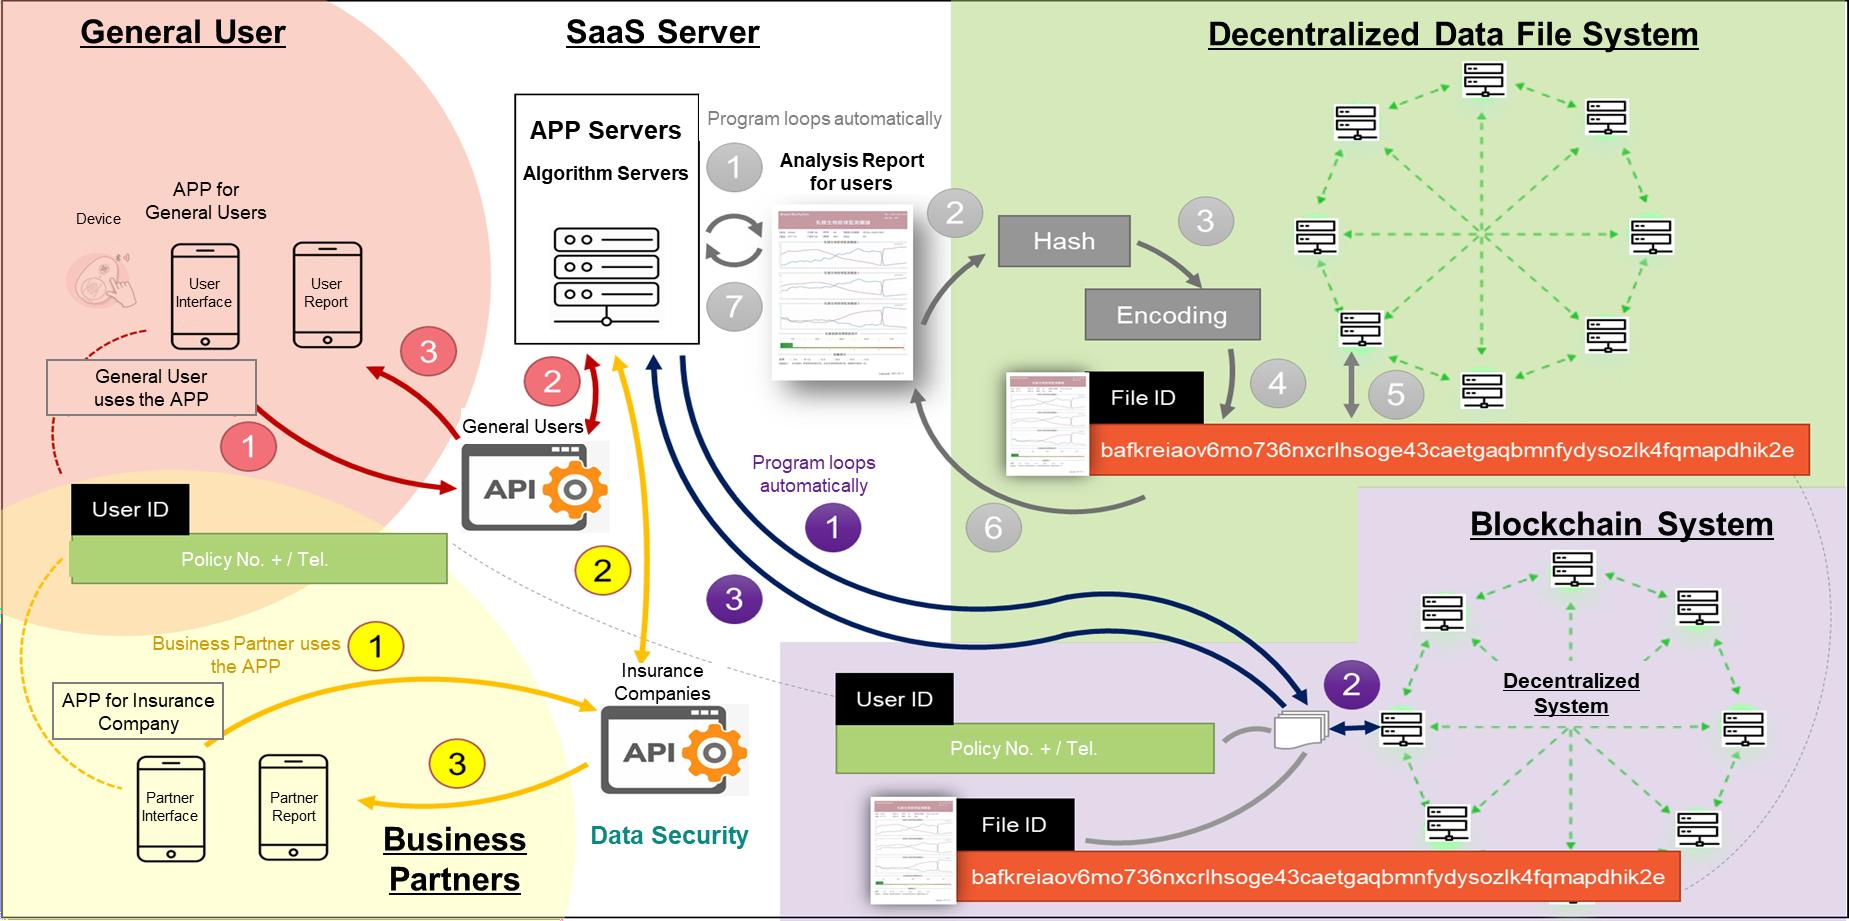 General User
SaaS Server
Decentralized Data File System
APP Servers
Algorithm Servers
Program loops automatically
1
Analysis Report
for users
2
Hash
3
Encoding
7
4
5
File ID
bafkreiaov6mo736nxcrlhsoge43caetgaqbmnfydysozlk4fqmapdhik2e
6
APP for
General Users
Device
User
Interface
User
Report
3
General User
uses the APP
1
2
General Users
API
User ID
Policy No. + / Tel.
Program loops
automatically
1
3
2
Business Partner uses
the APP
1
APP for Insurance
Company
Insurance
Companies
API
3
Partner
Interface
Partner
Report
Business
Partners
Data Security
Blockchain System
2
Decentralized
System
User ID
Policy No. + / Tel.
File ID
bafkreiaov6mo736nxcrlhsoge43caetgaqbmnfydysozlk4fqmapdhik2e